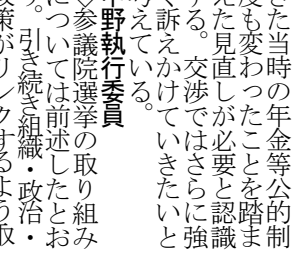 きた当時の年金等公的制
度も変わったことを踏ま
えた見直しが必要と認識
する。交渉ではさらに強
く訴えかけていきたいと
考えている。
中野執行委員
◇参議院選挙の取り組み
については前述したとお
り。引き続き組織・政治・
政策がリンクするよう取